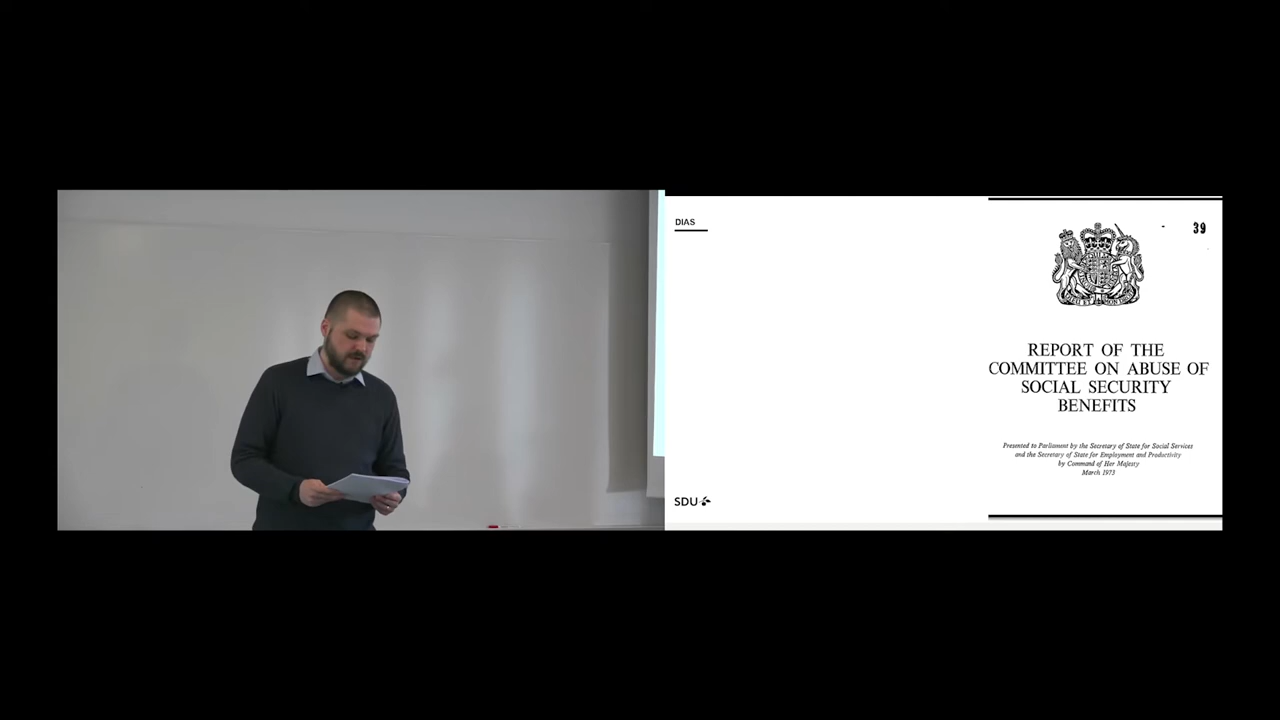 DIAS
39
REPORT OF THE
COMMITTEE ON ABUSE OF
SOCIAL SECURITY
BENEFITS
Presented to Parliament by the Secretary of State for Social Services
and the Secretary of State for Employment and Productivity
by Command of Her Majesty
March 1973
SDU